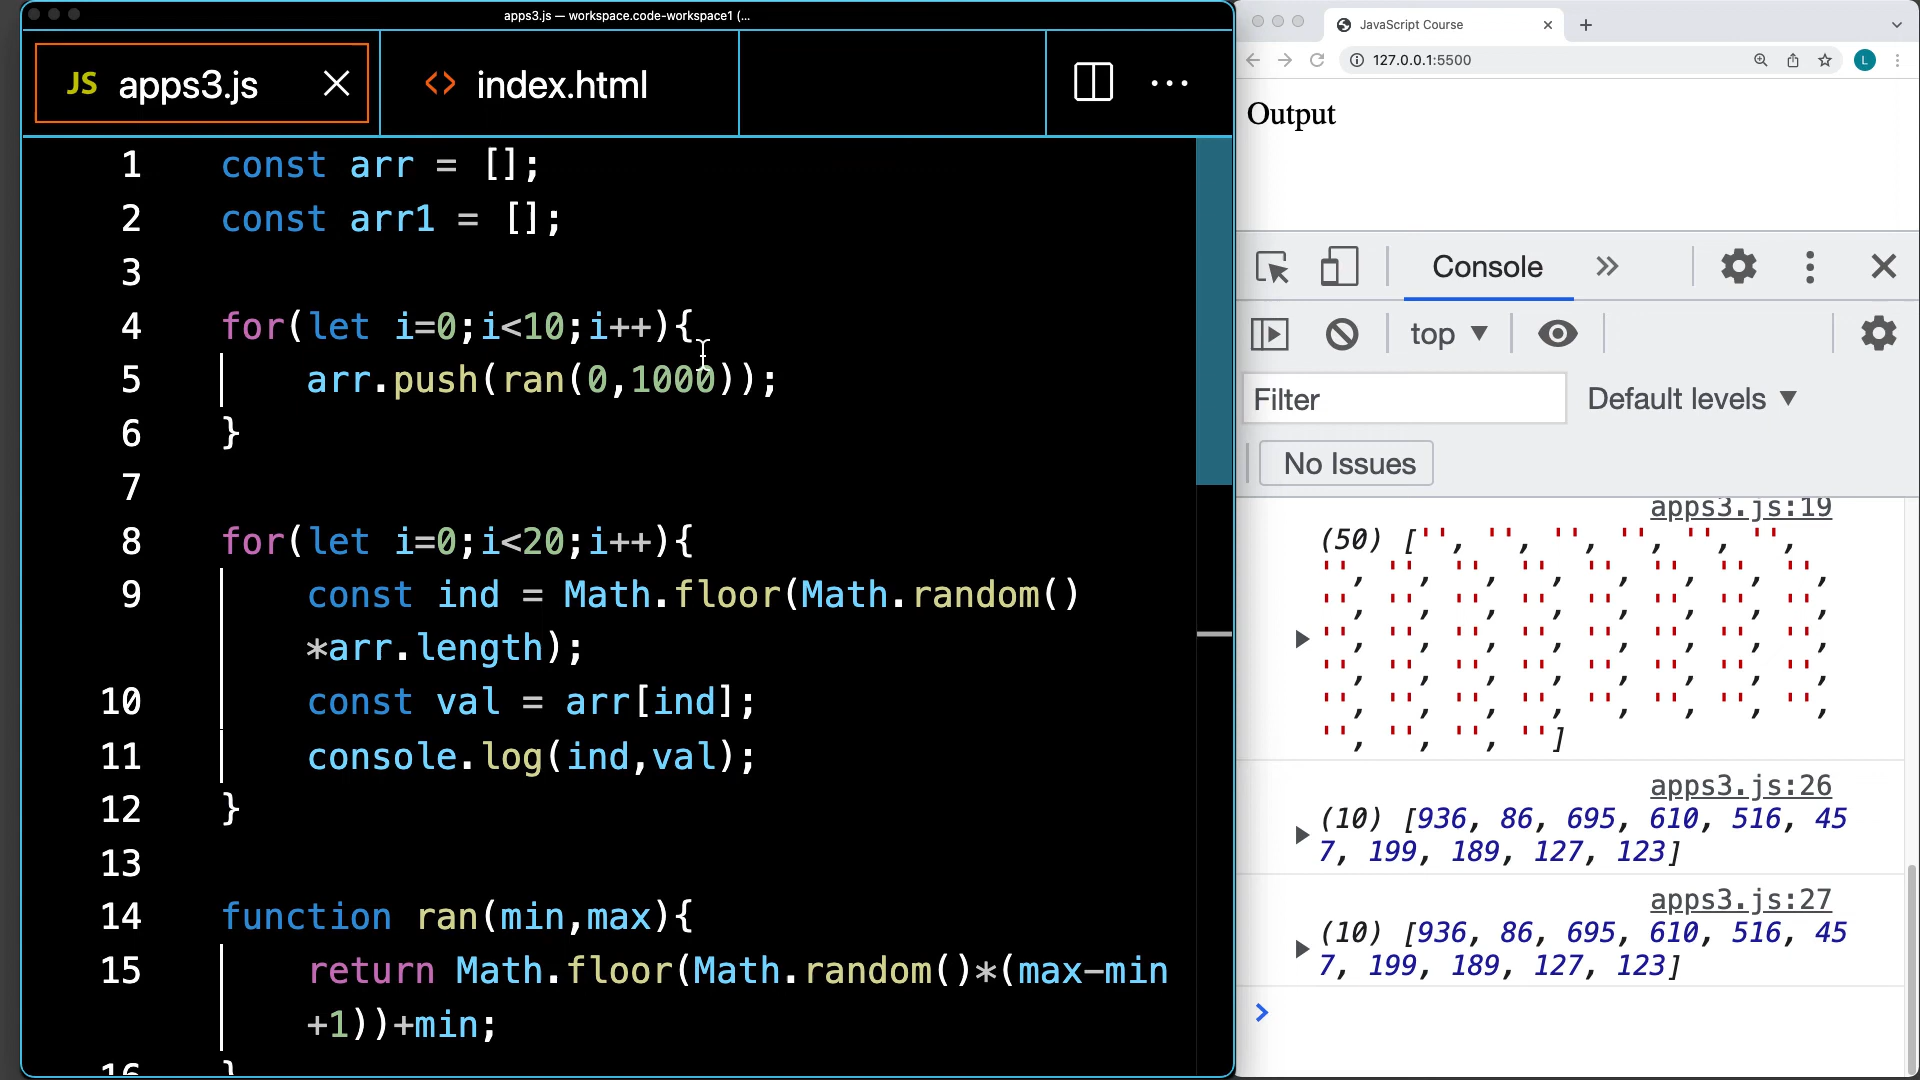 apps3.js — workspace.code-workspace1 (...
JS apps3.js
<> index.html
1 const arr = [];
2 const arr1 = [];
3
4 for(let i=0;i<10;i++){
5 arr.push(ran(0,1000));
6 }
7
8 for(let i=0;i<20;i++){
9 const ind = Math.floor(Math.random()
*arr.length);
10 const val = arr[ind];
11 console.log(ind,val);
12 }
13
14 function ran(min,max){
15 return Math.floor(Math.random()*(max-min
+1))+min;
16 }
JavaScript Course
127.0.0.1:5500
L
Output
Console
top
Filter
Default levels
No Issues
apps3.js:19
(50) ['', '', '', '', '', '',
'', '', '', '', '', '', '', '',
'', '', '', '', '', '', '', '',
'', '', '', '', '', '', '', '',
'', '', '', '', '', '', '', '',
'', '', '', '', '', '', '', '',
'', '', '', '']
apps3.js:26
(10) [936, 86, 695, 610, 516, 45
7, 199, 189, 127, 123]
apps3.js:27
(10) [936, 86, 695, 610, 516, 45
7, 199, 189, 127, 123]